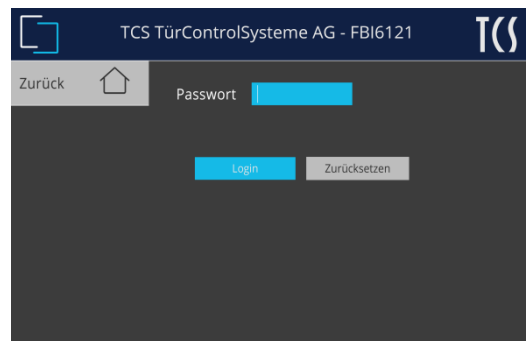 TCS TürControlSysteme AG - FBI6121
TCS
Zurück
Passwort
Login
Zurücksetzen